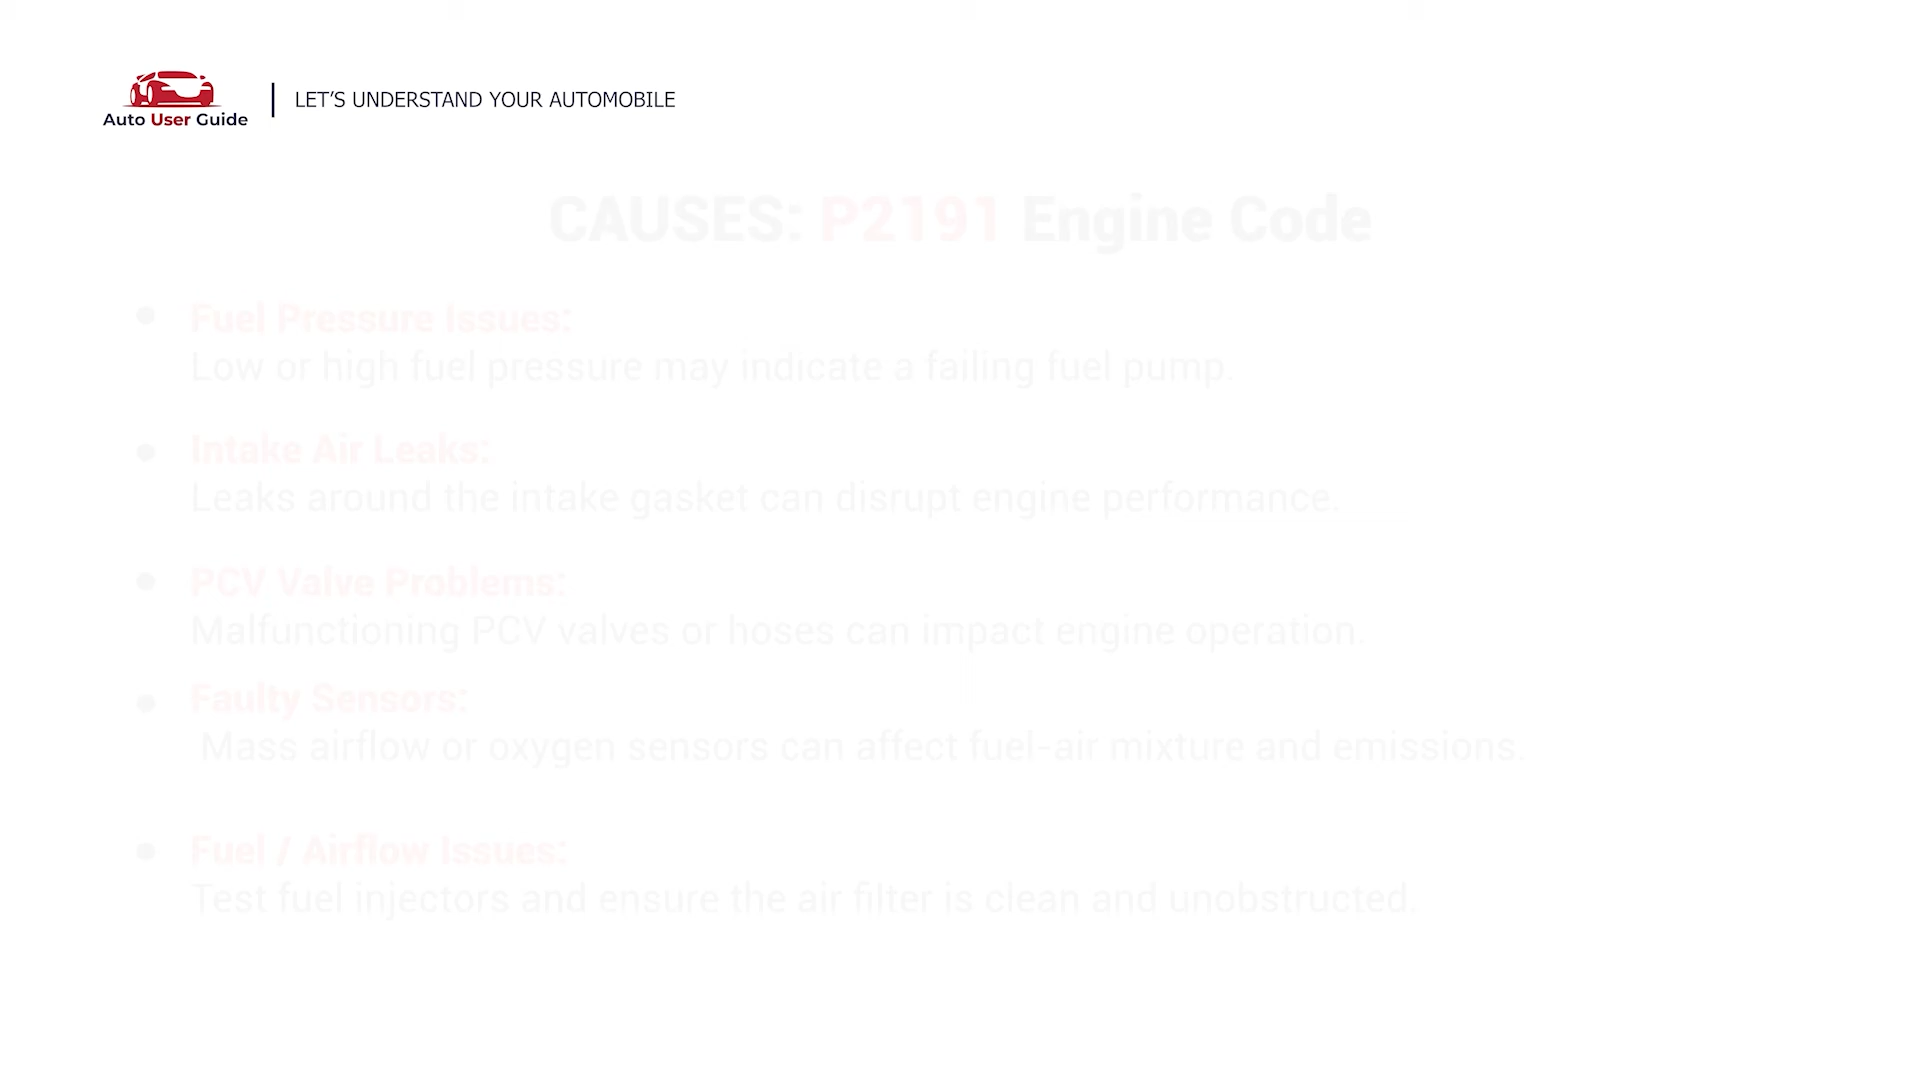 Auto User Guide
LET'S UNDERSTAND YOUR AUTOMOBILE
CAUSES: P2191 Engine Code
Fuel Pressure Issues:
Low or high fuel pressure may indicate a failing fuel pump.
Intake Air Leaks:
Leaks around the intake gasket can disrupt engine performance.
PCV Valve Problems:
Malfunctioning PCV valves or hoses can impact engine operation.
Faulty Sensors:
Mass airflow or oxygen sensors can affect fuel-air mixture and emissions.
Fuel / Airflow Issues:
Test fuel injectors and ensure the air filter is clean and unobstructed.